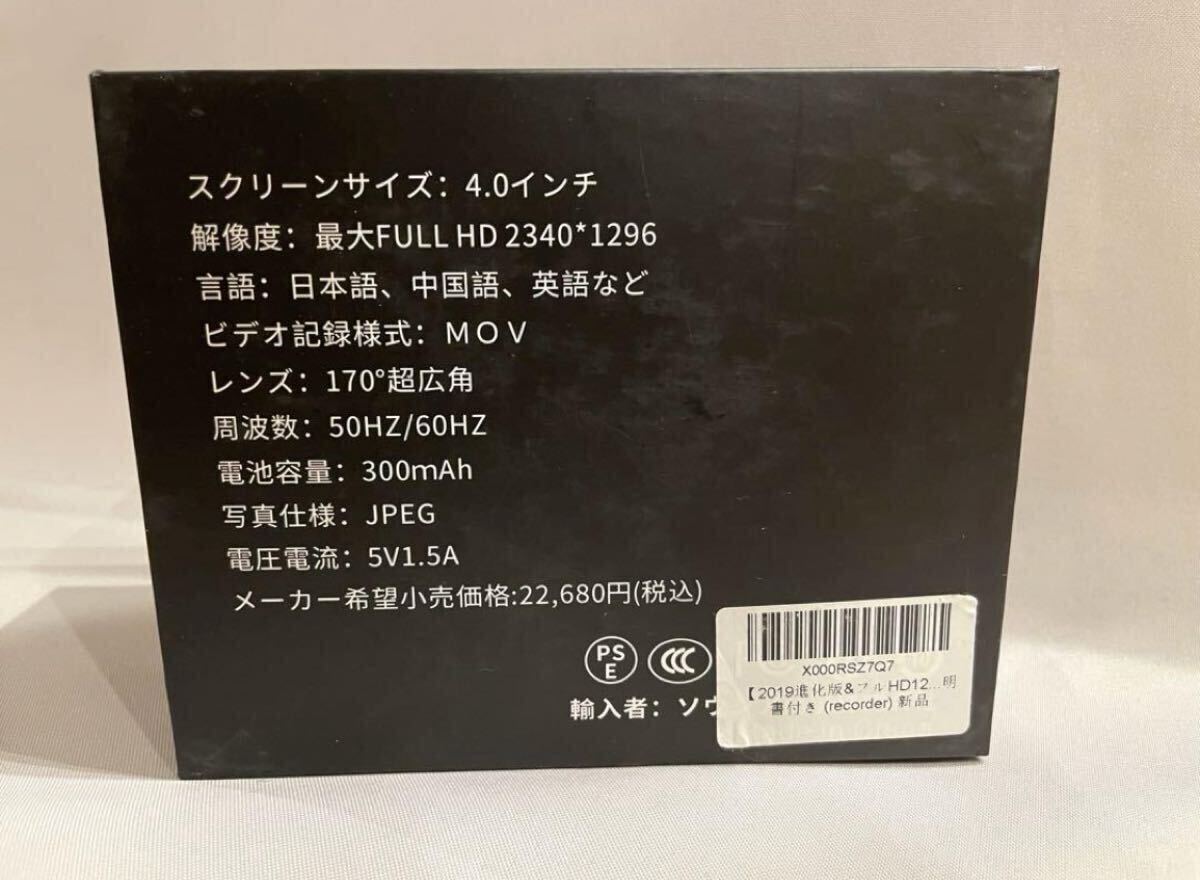 スクリーンサイズ：4.0インチ
解像度：最大FULL HD 2340*1296
言語：日本語、中国語、英語など
ビデオ記録様式：ＭＯＶ
レンズ：170°超広角
周波数：50HZ/60HZ
電池容量：300mAh
写真仕様：JPEG
電圧電流：5V1.5A
メーカー希望小売価格:22,680円(税込)
PS
E
CCC
輸入者：ソウ
X000RSZ7Q7
【2019進化版&フルHD12...明
書付き (recorder) 新品